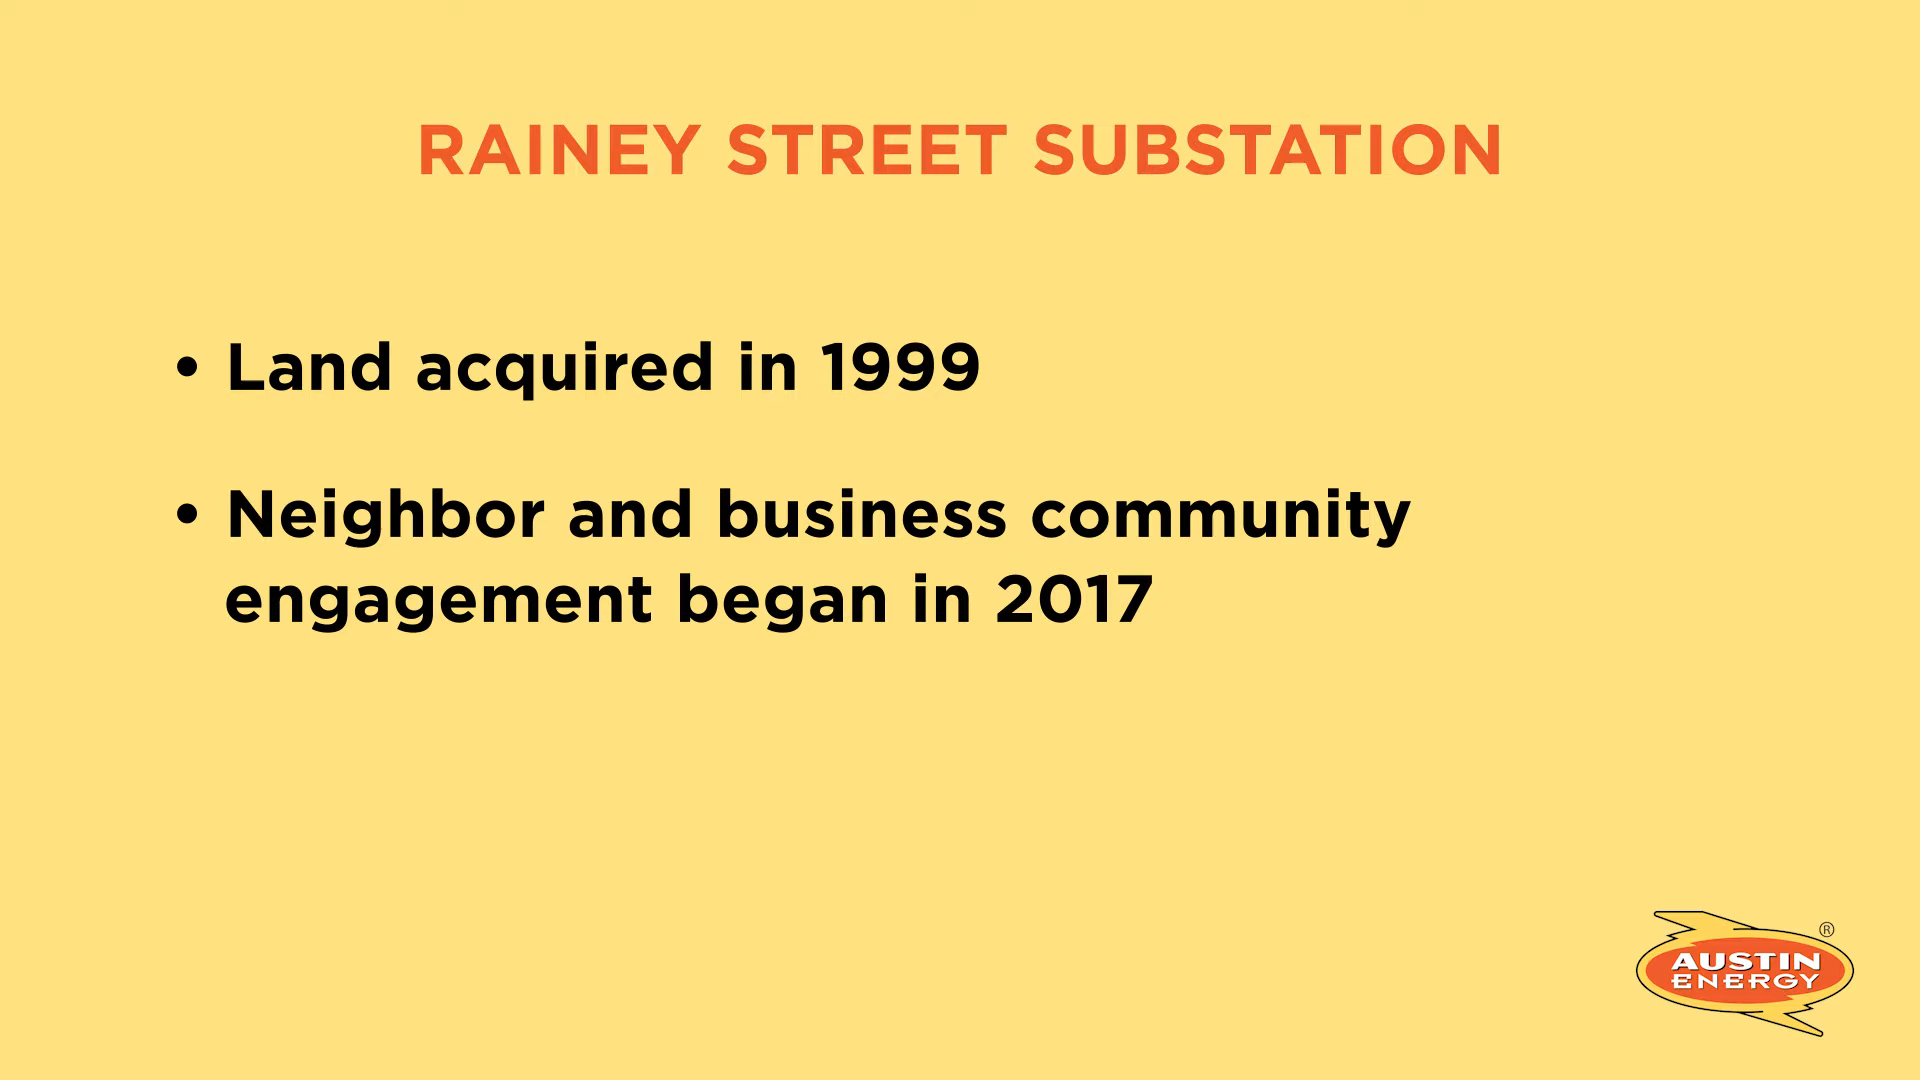 RAINEY STREET SUBSTATION
• Land acquired in 1999
• Neighbor and business community
engagement began in 2017
®
AUSTIN
ENERGY